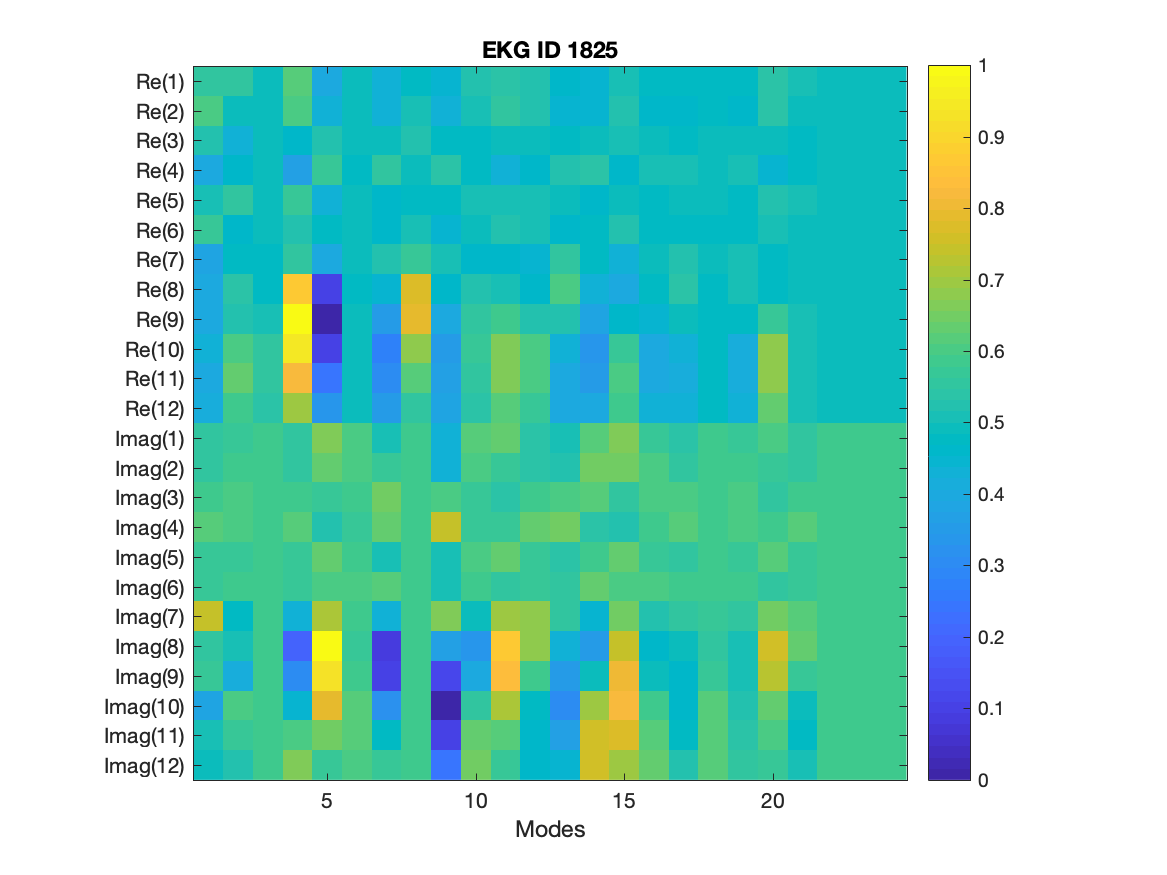 EKG ID 1825
Re(1)
Re(2)
Re(3)
Re(4)
Re(5)
Re(6)
Re(7)
Re(8)
Re(9)
Re(10)
Re(11)
Re(12)
Imag(1)
Imag(2)
Imag(3)
Imag(4)
Imag(5)
Imag(6)
Imag(7)
Imag(8)
Imag(9)
Imag(10)
Imag(11)
Imag(12)
5 10 15 20
Modes
1
0.9
0.8
0.7
0.6
0.5
0.4
0.3
0.2
0.1
0